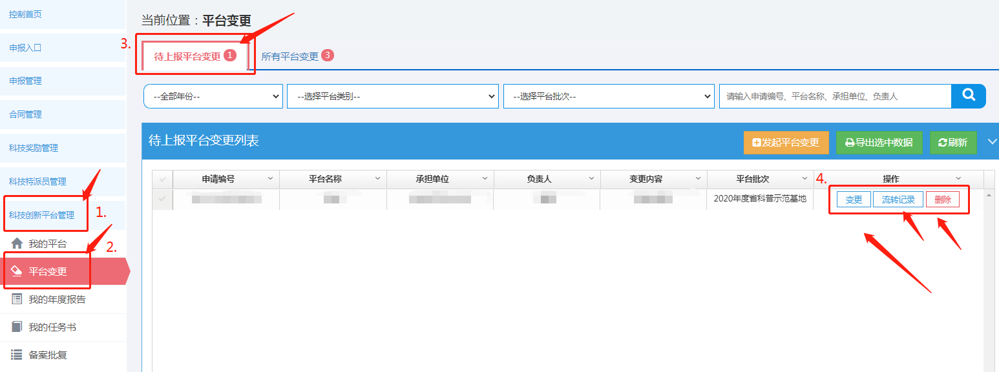 控制首页
申报入口
申报管理
合同管理
科技奖励管理
科技特派员管理
科技创新平台管理
1.
我的平台
2.
平台变更
我的年度报告
我的任务书
备案批复
当前位置：平台变更
3.
待上报平台变更 1
所有平台变更 3
--全部年份--
--选择平台类别--
--选择平台批次--
请输入申请编号、平台名称、承担单位、负责人
待上报平台变更列表
发起平台变更
导出选中数据
刷新
申请编号 平台名称 承担单位 负责人 变更内容 平台批次 操作
4.
2020年度省科普示范基地 变更 流转记录 删除